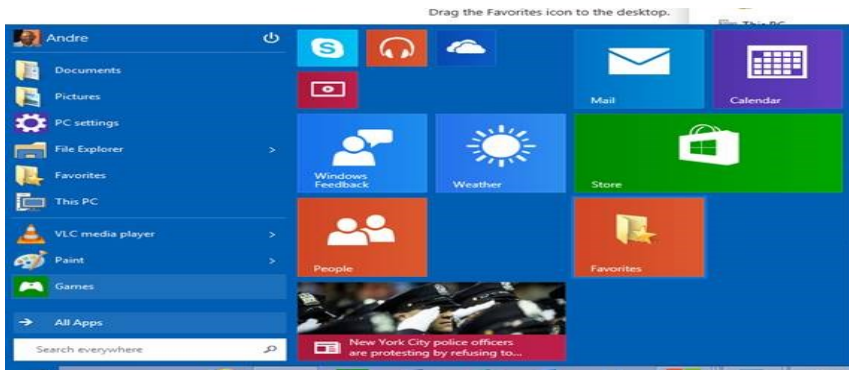 Drag the Favorites icon to the desktop.
This PC
Andre
Documents
Pictures
PC settings
File Explorer
Favorites
This PC
VLC media player
Paint
Games
All Apps
Search everywhere
Mail
Calendar
Windows
Feedback
Weather
Store
People
Favorites
New York City police officers
are protesting by refusing to...